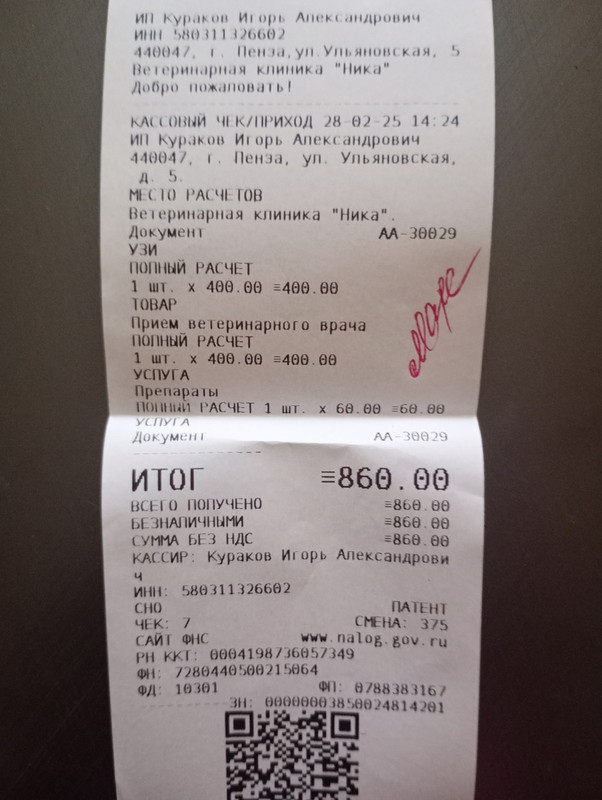 ИП Кураков Игорь Александрович
ИНН 580311326602
440047, г. Пенза,ул.Ульяновская, 5
Ветеринарная клиника "Ника"
Добро пожаловать!
КАССОВЫЙ ЧЕК/ПРИХОД 28-02-25 14:24
ИП Кураков Игорь Александрович
440047, г. Пенза, ул. Ульяновская,
д. 5.
МЕСТО РАСЧЕТОВ
Ветеринарная клиника "Ника".
Документ АА-30029
УЗИ
ПОЛНЫЙ РАСЧЕТ
1 шт. х 400.00 ≡400.00
ТОВАР
Марс
Прием ветеринарного врача
ПОЛНЫЙ РАСЧЕТ
1 шт. х 400.00 ≡400.00
УСЛУГА
Препараты
ПОЛНЫЙ РАСЧЕТ 1 шт. х 60.00 ≡60.00
УСЛУГА
Документ АА-30029
ИТОГ ≡860.00
ВСЕГО ПОЛУЧЕНО ≡860.00
БЕЗНАЛИЧНЫМИ ≡860.00
СУММА БЕЗ НДС ≡860.00
КАССИР: Кураков Игорь Александрови
ч
ИНН: 580311326602
СНО ПАТЕНТ
ЧЕК: 7 СМЕНА: 375
САЙТ ФНС www.nalog.gov.ru
РН ККТ: 0004198736057349
ФН: 7280440500215064
ФД: 10301 ФП: 0788383167
ЗН: 00000003850024814201